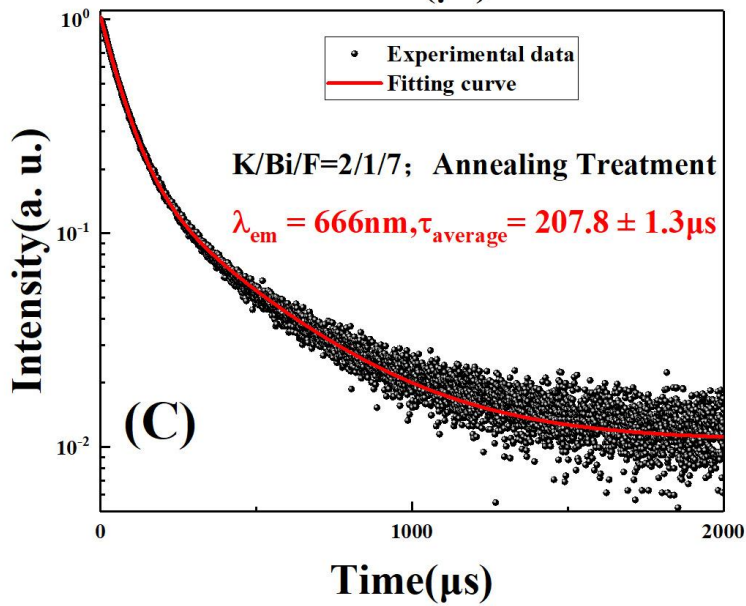 10⁰
Experimental data
Fitting curve
K/Bi/F=2/1/7; Annealing Treatment
λem = 666nm,τaverage= 207.8 ± 1.3μs
10⁻¹
Intensity(a. u.)
(C)
10⁻²
0 1000 2000
Time(μs)